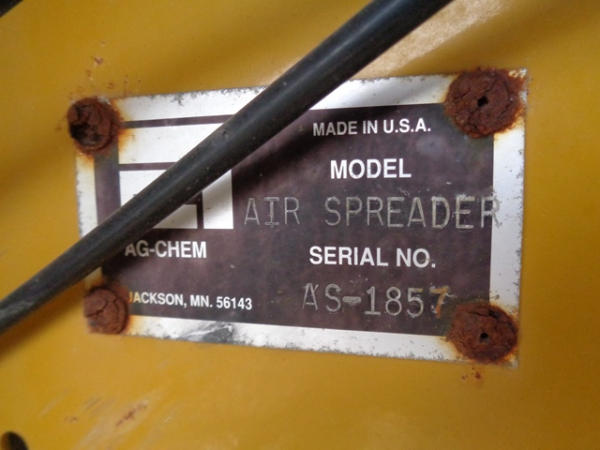 MADE IN U.S.A.
MODEL
AIR SPREADER
AG-CHEM
SERIAL NO.
JACKSON, MN. 56143
AS-1857